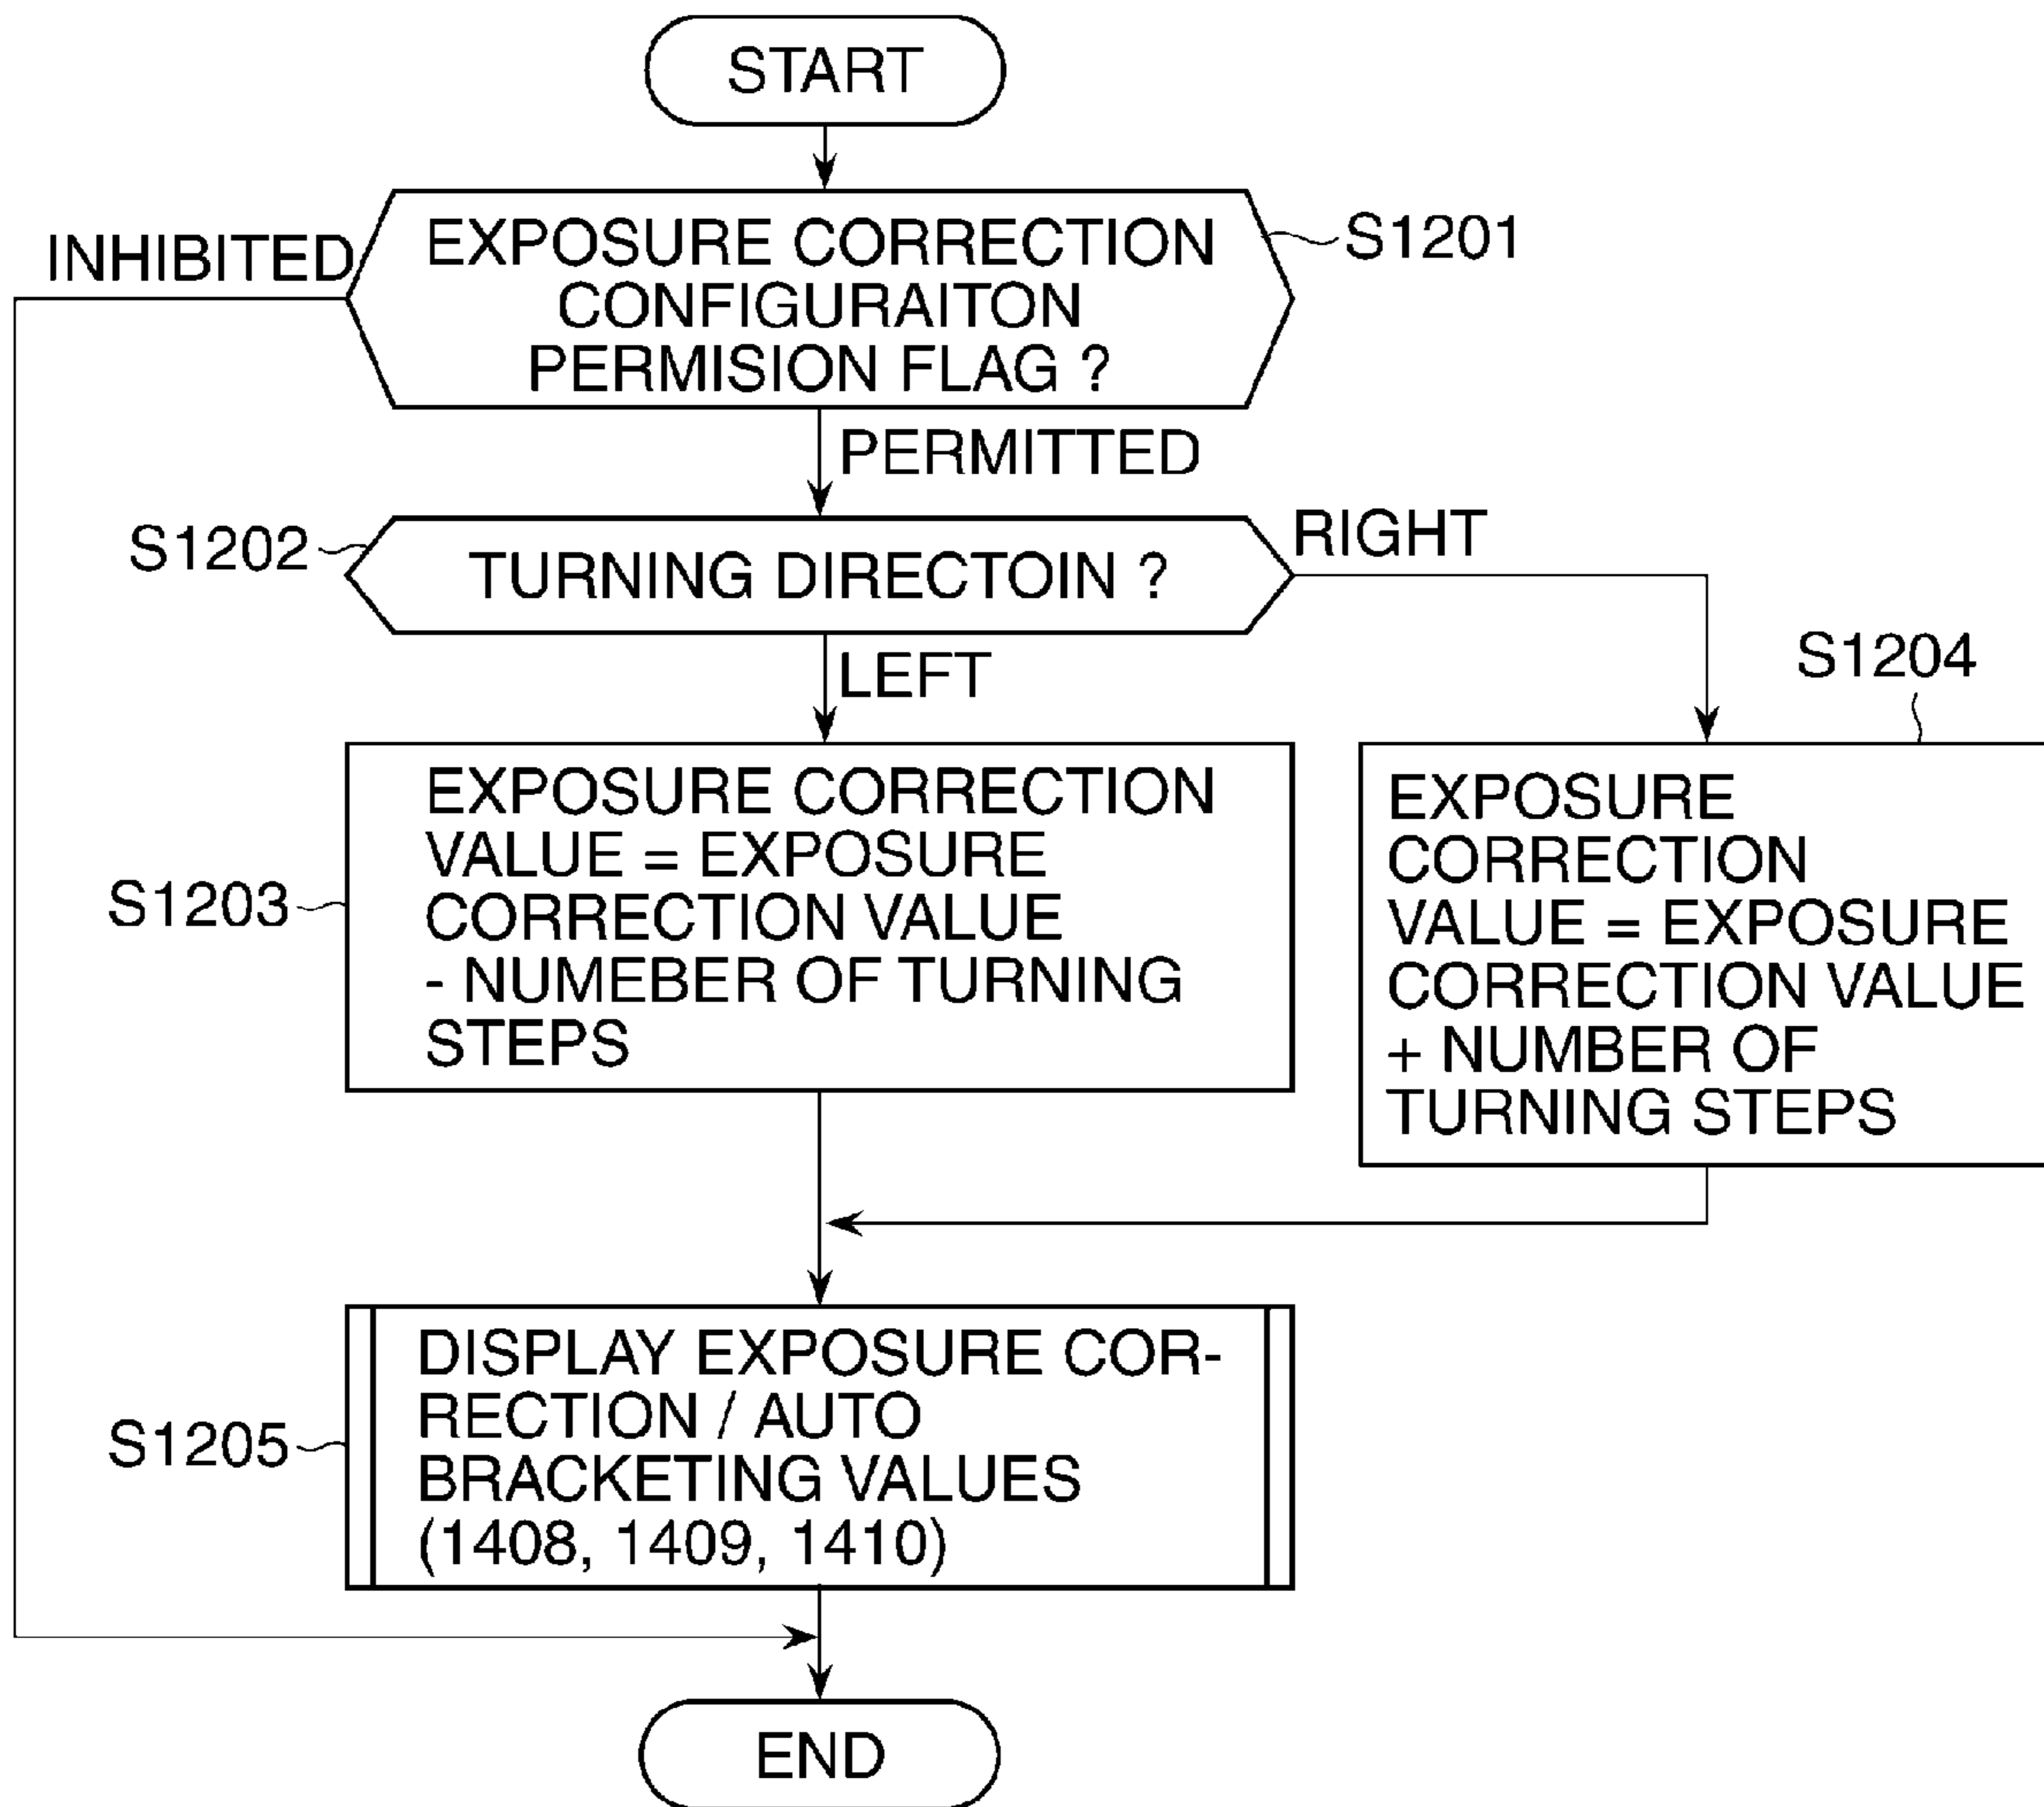 START
INHIBITED
EXPOSURE CORRECTION
CONFIGURAITON
PERMISION FLAG ?
S1201
PERMITTED
S1202
TURNING DIRECTOIN ?
RIGHT
LEFT
S1204
S1203
EXPOSURE CORRECTION
VALUE = EXPOSURE
CORRECTION VALUE
- NUMEBER OF TURNING
STEPS
EXPOSURE
CORRECTION
VALUE = EXPOSURE
CORRECTION VALUE
+ NUMBER OF
TURNING STEPS
S1205
DISPLAY EXPOSURE COR-
RECTION / AUTO
BRACKETING VALUES
(1408, 1409, 1410)
END